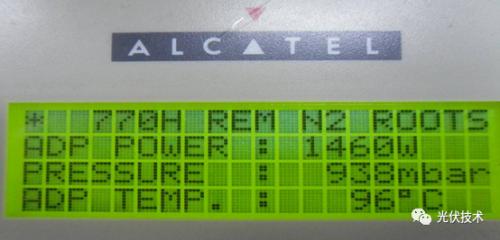 ALCATEL
* 770H REM N2 ROOTS
ADP POWER : 1460W
PRESSURE : 938mbar
ADP TEMP. : 96°C
光伏技术